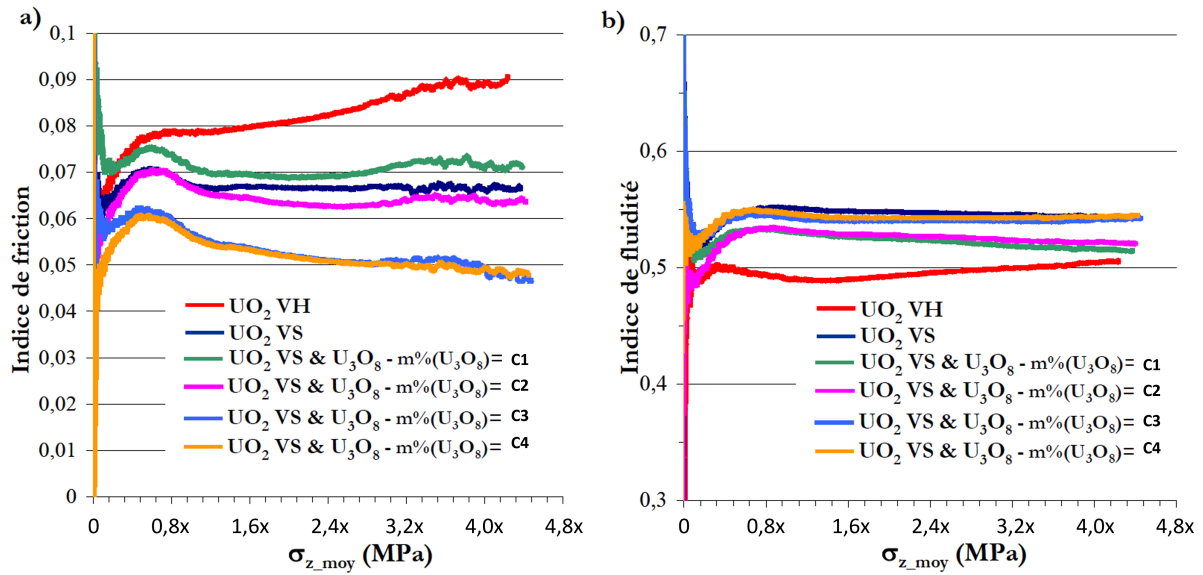 a)
Indice de friction
0,1
0,09
0,08
0,07
0,06
0,05
0,04
0,03
0,02
0,01
0
UO₂ VH
UO₂ VS
UO₂ VS & U₃O₈ - m%(U₃O₈)= C1
UO₂ VS & U₃O₈ - m%(U₃O₈)= C2
UO₂ VS & U₃O₈ - m%(U₃O₈)= C3
UO₂ VS & U₃O₈ - m%(U₃O₈)= C4
0 0,8x 1,6x 2,4x 3,2x 4,0x 4,8x
σz_moy (MPa)
b)
Indice de fluidité
0,7
0,6
0,5
0,4
0,3
UO₂ VH
UO₂ VS
UO₂ VS & U₃O₈ - m%(U₃O₈)= C1
UO₂ VS & U₃O₈ - m%(U₃O₈)= C2
UO₂ VS & U₃O₈ - m%(U₃O₈)= C3
UO₂ VS & U₃O₈ - m%(U₃O₈)= C4
0 0,8x 1,6x 2,4x 3,2x 4,0x 4,8x
σz_moy (MPa)